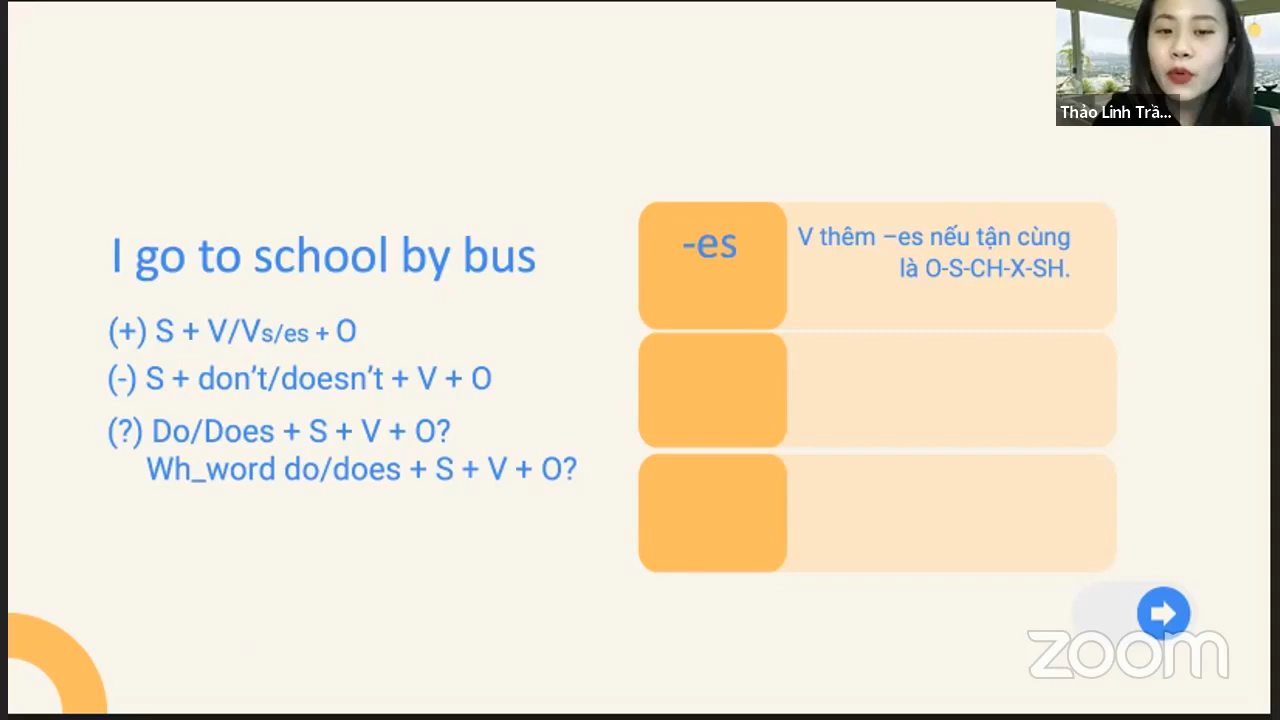 Thảo Linh Trầ...
I go to school by bus
(+) S + V/Vs/es + O
(-) S + don’t/doesn’t + V + O
(?) Do/Does + S + V + O?
Wh_word do/does + S + V + O?
-es
V thêm –es nếu tận cùng
là O-S-CH-X-SH.
zoom